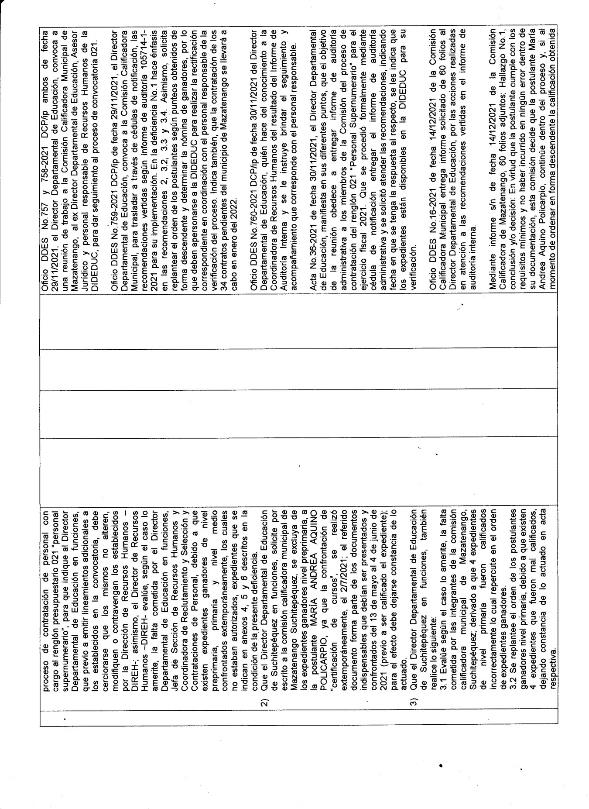 proceso de contratación de personal con
cargo al renglón presupuestario 021 "personal
supernumerario", para que indique al Director
Departamental de Educación en funciones,
que previo a emitir lineamientos adicionales a
los establecidos en la convocatoria, debe
cerciorarse que los mismos no alteren,
modifiquen o contravengan los establecidos
por la Dirección de Recursos Humanos –
DIREH-; asimismo, el Director de Recursos
Humanos –DIREH- evalúe, según el caso lo
amerite, la falta cometida por el Director
Departamental de Educación en funciones,
Jefa de Sección de Recursos Humanos y
Coordinadora de Dotación y Selección y
Contrataciones de Personal, debido a que
existen expedientes ganadores de nivel
preprimaria, primaria y nivel medio
confrontados extemporáneamente, los cuales
no estaban autorizados, expedientes que se
indican en anexos 4, 5 y 6 descritos en la
condición de la presente deficiencia.
2) Que el Director Departamental de Educación
de Suchitepéquez en funciones, solicite por
escrito a la comisión calificadora municipal de
Mazatenango Suchitepéquez, se excluya de
los expedientes ganadores nivel preprimaria, a
la postulante MARÍA ANDREA AQUINO
POLICARPO, ya que la confrontación de
"certificación de cursos", se realizó
extemporáneamente, el 2/7/2021, el referido
documento forma parte de los documentos
indispensables que debían ser presentados y
confrontados el 13 de mayo al 4 de junio de
2021 (previo a ser calificado el expediente);
para el efecto debe dejarse constancia de lo
actuado.
3) Que el Director Departamental de Educación
de Suchitepéquez, en funciones, también
realice lo siguiente:
3.1 Evalúe según el caso lo amerite, la falta
cometida por las integrantes de la comisión
calificadora municipal de Mazatenango,
Suchitepéquez, derivado a que 4 expedientes
de nivel primaria fueron calificados
incorrectamente lo cual repercute en el orden
de expedientes ganadores.
3.2 Se replantee el orden de los postulantes
ganadores nivel primaria, debido a que existen
4 expedientes incorrectamente calificados,
dejando constancia de lo actuado en acta
respectiva.
Oficio DDES No.757 y 758-2021 DCP/rlp ambos de fecha
29/11/2021, el Director Departamental de Educación, convoca a
una reunión de trabajo a la Comisión Calificadora Municipal de
Mazatenango, al ex Director Departamental de Educación, Asesor
Jurídico y personal responsable de Recursos Humanos de la
DIDEDUC, para dar seguimiento al proceso de convocatoria 021.
Oficio DDES No.759-2021 DCP/rlp de fecha 29/11/2021, el Director
Departamental de Educación, convoca a la Comisión Calificadora
Municipal, para trasladar a través de cédulas de notificación, las
recomendaciones vertidas según informe de auditoría 105714-1-
2021 para su implementación. En la deficiencia No.1 hace énfasis
en las recomendaciones 2, 3.2, 3.3 y 3.4. Asimismo, solicita
replantear el orden de los postulantes según punteos obtenidos de
forma descendente y replantear la nómina de ganadores, por lo
que deben apersonarse a la DIDEDUC para realizar la rectificación
correspondiente en coordinación con el personal responsable de la
verificación del proceso. Indica también, que la contratación de los
34 contratos pendientes del municipio de Mazatenango se llevará a
cabo en enero del 2022.
Oficio DDES No.760-2021 DCP/rlp de fecha 30/11/2021 del Director
Departamental de Educación, quién hace del conocimiento a la
Coordinadora de Recursos Humanos del resultado del informe de
Auditoría Interna y se le instruye brindar el seguimiento y
acompañamiento que corresponde con el personal responsable.
Acta No.36-2021 de fecha 30/11/2021, el Director Departamental
de Educación, manifiesta en sus diferentes puntos, que el objetivo
de la reunión obedece a entregar informe de auditoría
administrativa a los miembros de la Comisión del proceso de
contratación del renglón 021 "Personal Supernumerario" para el
ejercicio fiscal 2021. Que se procedió formalmente mediante
cédula de notificación entregar el informe de auditoría
administrativa y se solicitó atender las recomendaciones, indicando
fecha en que se tenga la respuesta al respecto, se les indica que
los expedientes están disponibles en la DIDEDUC para su
verificación.
Oficio DDES No.16-2021 de fecha 14/12/2021 de la Comisión
Calificadora Municipal entrega informe solicitado de 60 folios al
Director Departamental de Educación, por las acciones realizadas
en atención a las recomendaciones vertidas en el informe de
auditoría interna.
Mediante informe s/n de fecha 14/12/2021 de la Comisión
Calificadora de Mazatenango, 60 folios adjuntos: Hallazgo No.1,
conclusión y/o decisión: En virtud que la postulante cumple con los
requisitos mínimos y no haber incurrido en ningún error dentro de
su documentación, esta comisión decide que la postulante María
Andrea Aquino Policarpio, continúe dentro del proceso y, si al
momento de ordenar en forma descendente la calificación obtenida